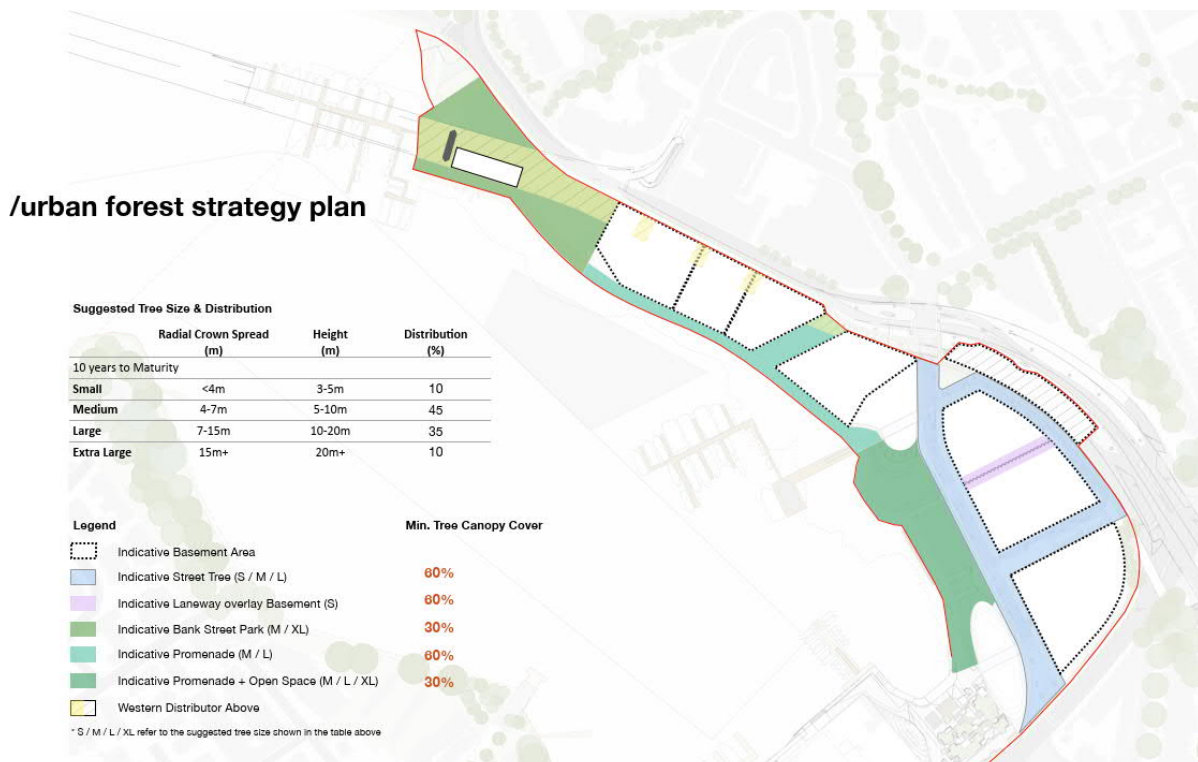 /urban forest strategy plan
Suggested Tree Size & Distribution
Radial Crown Spread (m) Height (m) Distribution (%)
10 years to Maturity
Small <4m 3-5m 10
Medium 4-7m 5-10m 45
Large 7-15m 10-20m 35
Extra Large 15m+ 20m+ 10
Legend Min. Tree Canopy Cover
Indicative Basement Area
Indicative Street Tree (S / M / L) 60%
Indicative Laneway overlay Basement (S) 60%
Indicative Bank Street Park (M / XL) 30%
Indicative Promenade (M / L) 60%
Indicative Promenade + Open Space (M / L / XL) 30%
Western Distributor Above
* S / M / L / XL refer to the suggested tree size shown in the table above